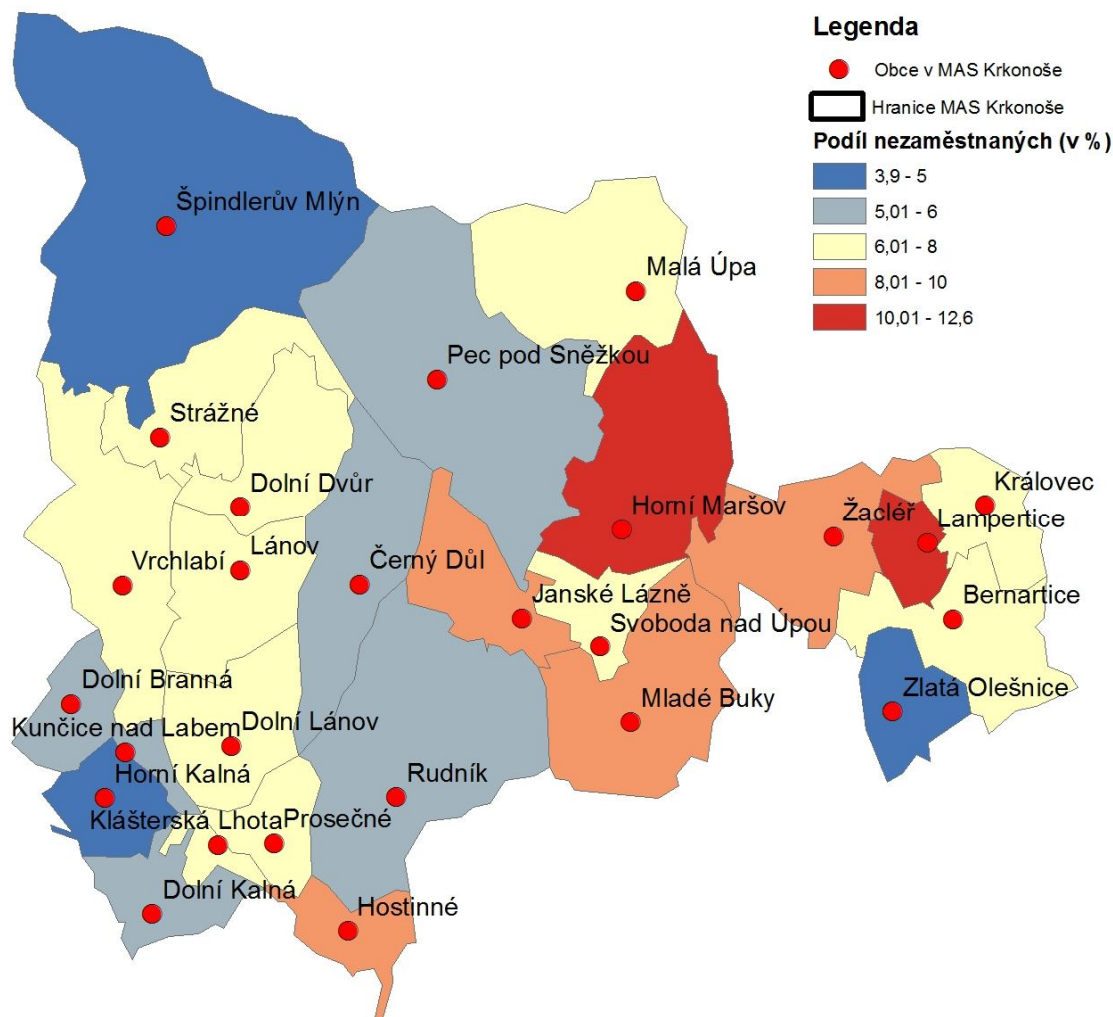 Legenda
Obce v MAS Krkonoše
Hranice MAS Krkonoše
Podíl nezaměstnaných (v %)
3,9 - 5
5,01 - 6
6,01 - 8
8,01 - 10
10,01 - 12,6
Špindlerův Mlýn
Malá Úpa
Pec pod Sněžkou
Strážné
Dolní Dvůr
Královec
Horní Maršov
Žacléř
Lampertice
Lánov
Vrchlabí
Černý Důl
Janské Lázně
Bernartice
Svoboda nad Úpou
Dolní Branná
Zlatá Olešnice
Mladé Buky
Kunčice nad Labem
Dolní Lánov
Horní Kalná
Rudník
Klášterská Lhota
Prosečné
Dolní Kalná
Hostinné